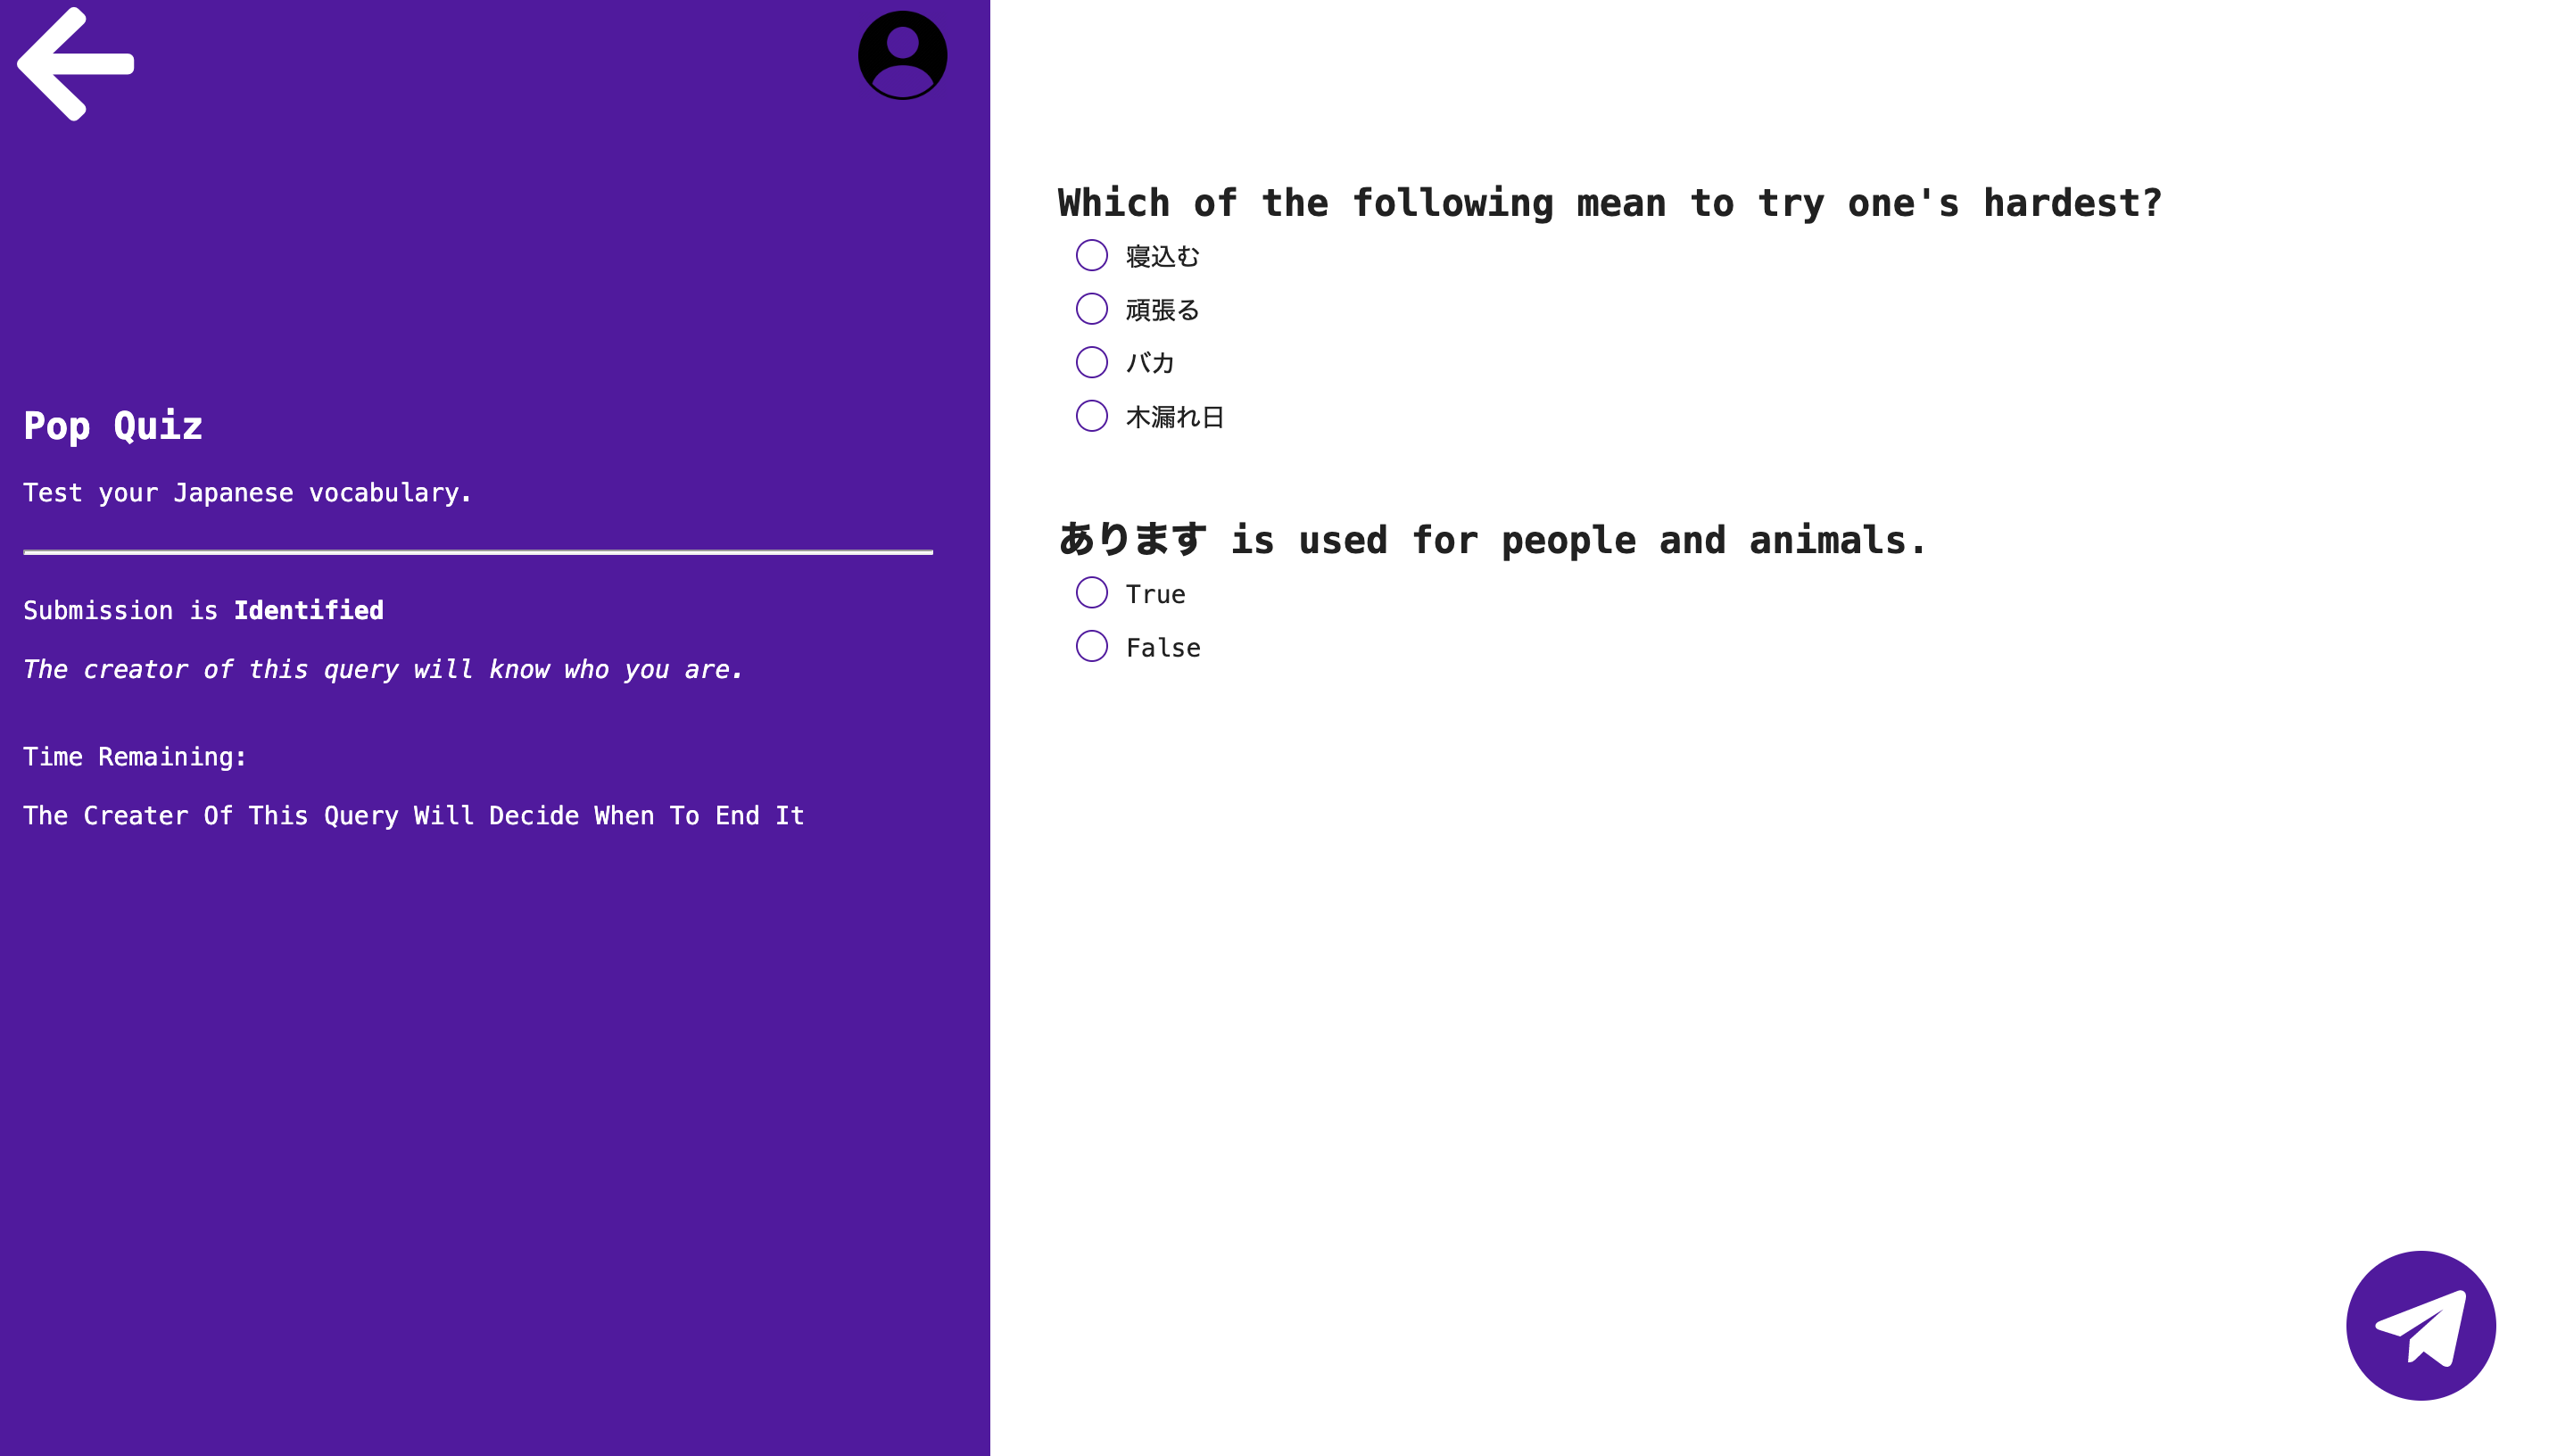 Pop Quiz
Test your Japanese vocabulary.
Submission is Identified
The creator of this query will know who you are.
Time Remaining:
The Creater Of This Query Will Decide When To End It
Which of the following mean to try one's hardest?
寝込む
頑張る
バカ
木漏れ日
あります is used for people and animals.
True
False